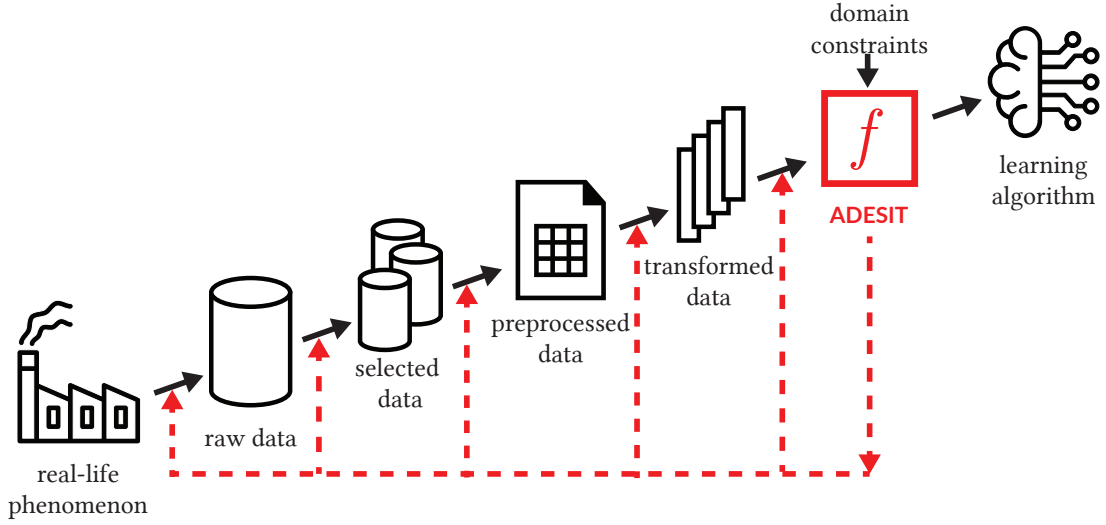 domain
constraints
f
ADESIT
learning
algorithm
transformed
data
preprocessed
data
selected
data
raw data
real-life
phenomenon